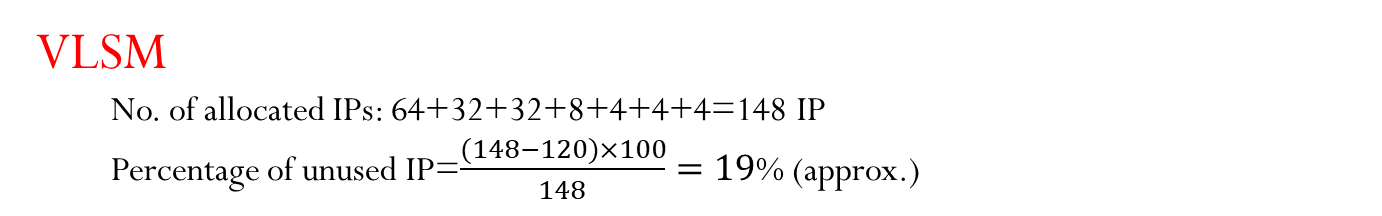 VLSM
No. of allocated IPs: 64+32+32+8+4+4+4=148 IP
Percentage of unused IP=(148−120)×100/148 = 19% (approx.)